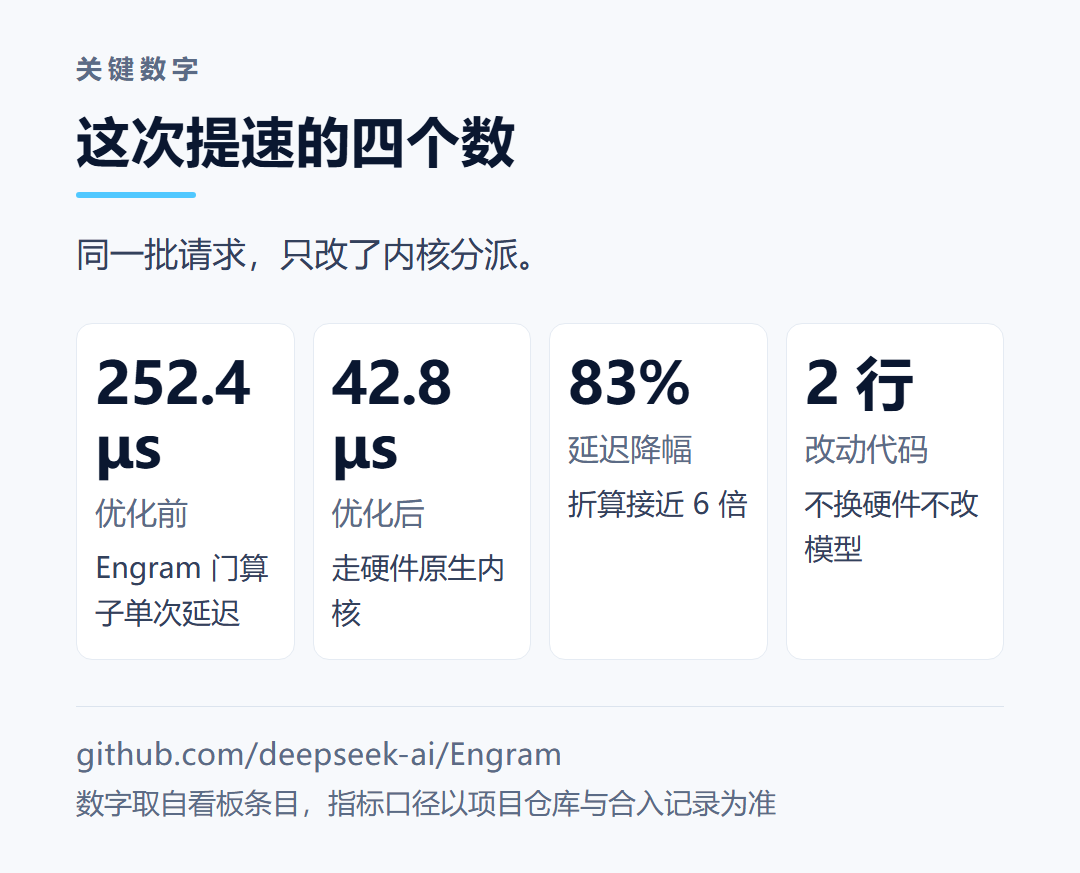 关键数字
这次提速的四个数
同一批请求，只改了内核分派。
252.4
μs
优化前
Engram 门算
子单次延迟
42.8
μs
优化后
走硬件原生内
核
83%
延迟降幅
折算接近 6 倍
2 行
改动代码
不换硬件不改
模型
github.com/deepseek-ai/Engram
数字取自看板条目，指标口径以项目仓库与合入记录为准